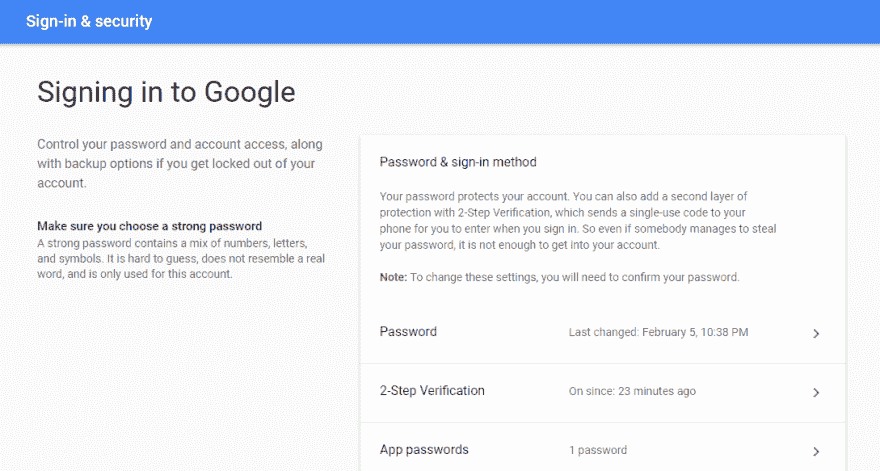 Sign-in & security
Signing in to Google
Control your password and account access, along
with backup options if you get locked out of your
account.
Make sure you choose a strong password
A strong password contains a mix of numbers, letters,
and symbols. It is hard to guess, does not resemble a real
word, and is only used for this account.
Password & sign-in method
Your password protects your account. You can also add a second layer of
protection with 2-Step Verification, which sends a single-use code to your
phone for you to enter when you sign in. So even if somebody manages to steal
your password, it is not enough to get into your account.
Note: To change these settings, you will need to confirm your password.
Password Last changed: February 5, 10:38 PM
2-Step Verification On since: 23 minutes ago
App passwords 1 password